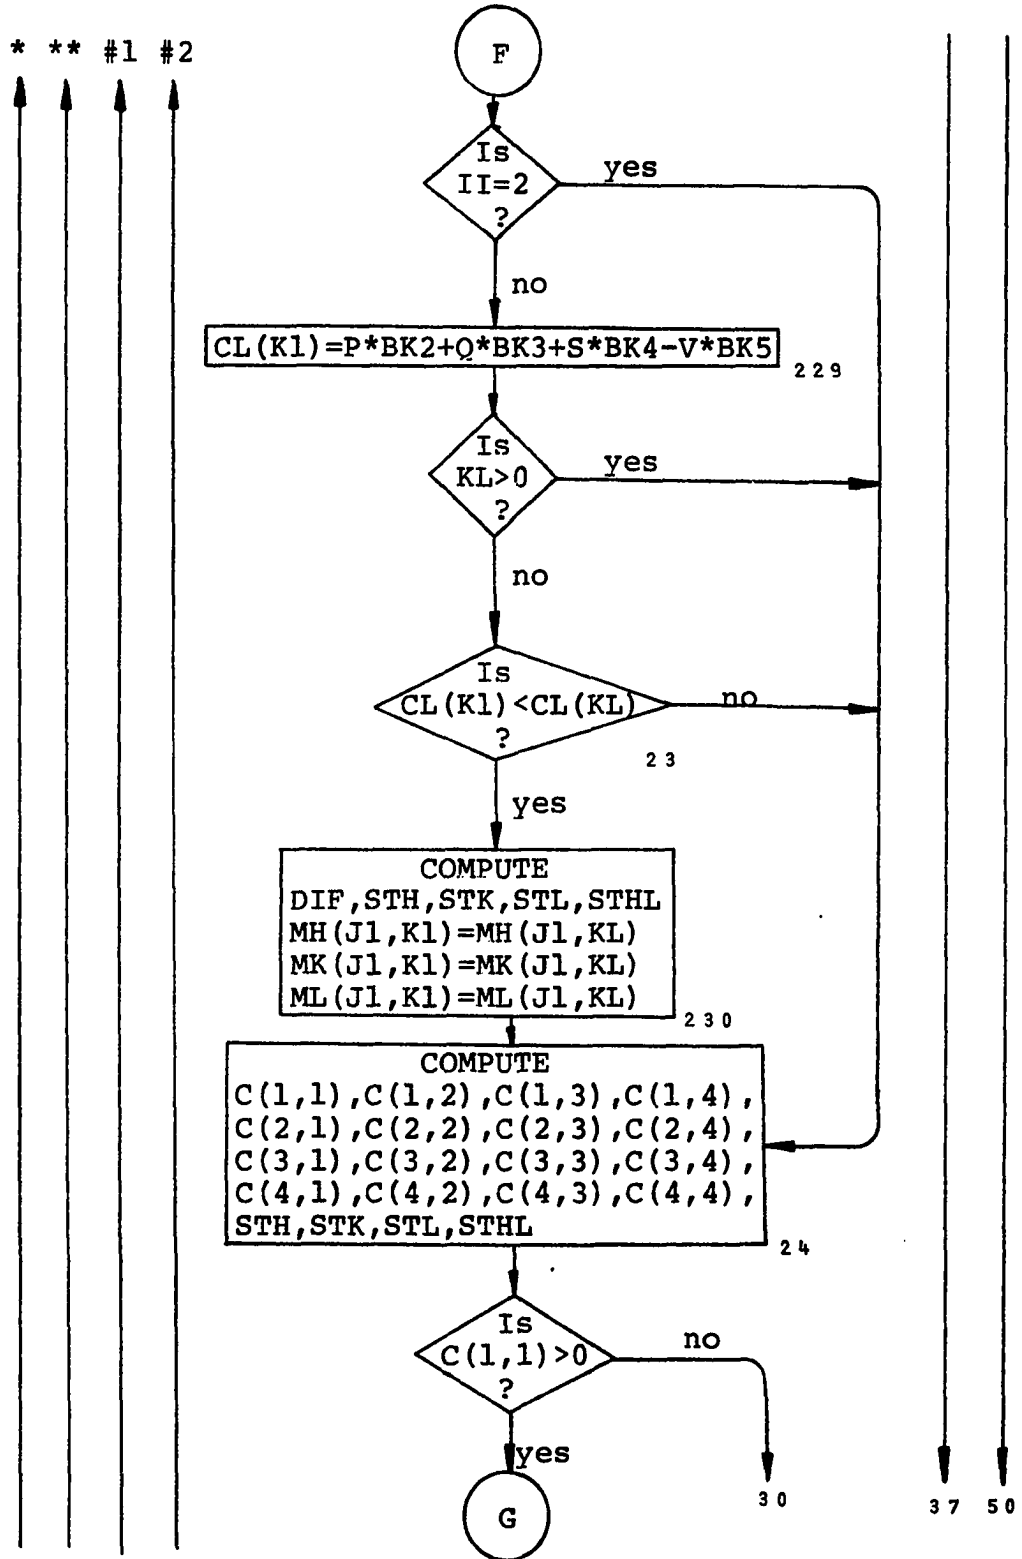 * ** #1 #2
F
Is
II=2
?
yes
no
CL(K1)=P*BK2+Q*BK3+S*BK4-V*BK5
229
Is
KL>0
?
yes
no
Is
CL(K1)<CL(KL)
?
no
23
yes
COMPUTE
DIF,STH,STK,STL,STHL
MH(J1,K1)=MH(J1,KL)
MK(J1,K1)=MK(J1,KL)
ML(J1,K1)=ML(J1,KL)
230
COMPUTE
C(1,1),C(1,2),C(1,3),C(1,4),
C(2,1),C(2,2),C(2,3),C(2,4),
C(3,1),C(3,2),C(3,3),C(3,4),
C(4,1),C(4,2),C(4,3),C(4,4),
STH,STK,STL,STHL
24
Is
C(1,1)>0
?
no
yes
G
30
37 50